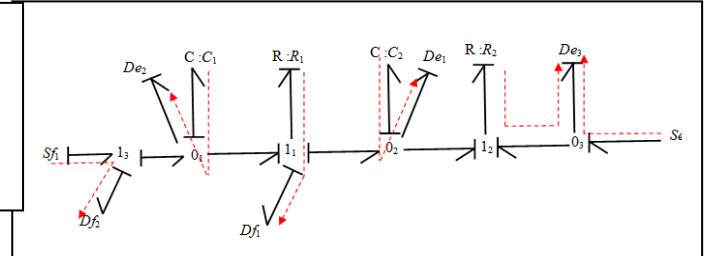 De₂ C :C₁ R :R₁ C :C₂ De₁ R :R₂ De₃
Sf₁ 1₃ 0₁ 1₁ 0₂ 1₂ 0₃ Se
Df₂ Df₁